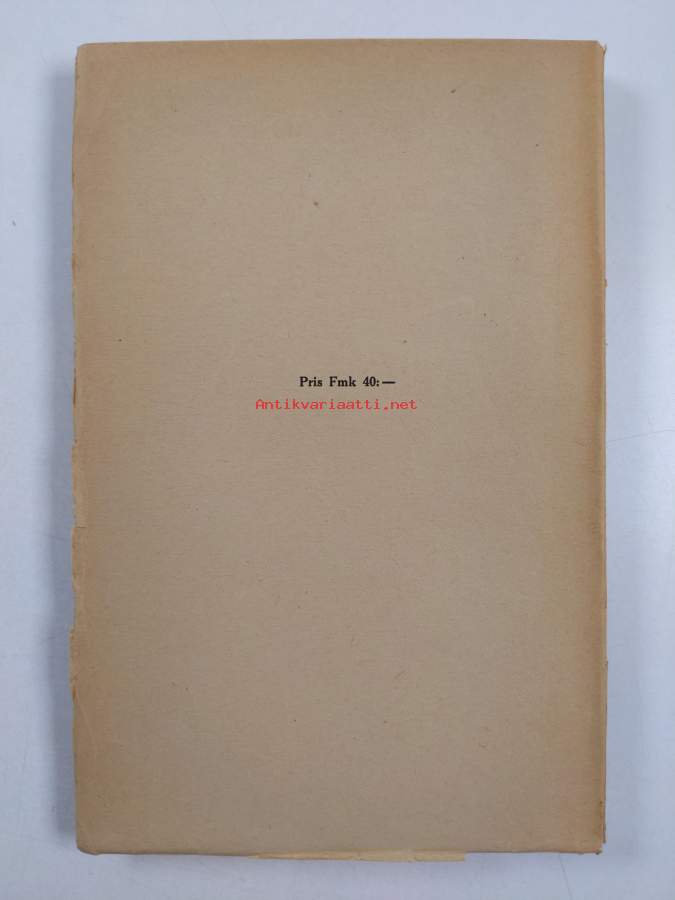 Pris Fmk 40:—
Antikvariaatti.net